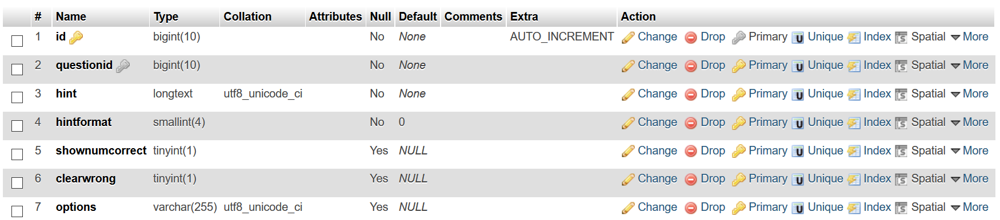 # Name Type Collation Attributes Null Default Comments Extra Action
1 id bigint(10) No None AUTO_INCREMENT Change Drop Primary Unique Index Spatial More
2 questionid bigint(10) No None Change Drop Primary Unique Index Spatial More
3 hint longtext utf8_unicode_ci No None Change Drop Primary Unique Index Spatial More
4 hintformat smallint(4) No 0 Change Drop Primary Unique Index Spatial More
5 shownumcorrect tinyint(1) Yes NULL Change Drop Primary Unique Index Spatial More
6 clearwrong tinyint(1) Yes NULL Change Drop Primary Unique Index Spatial More
7 options varchar(255) utf8_unicode_ci Yes NULL Change Drop Primary Unique Index Spatial More